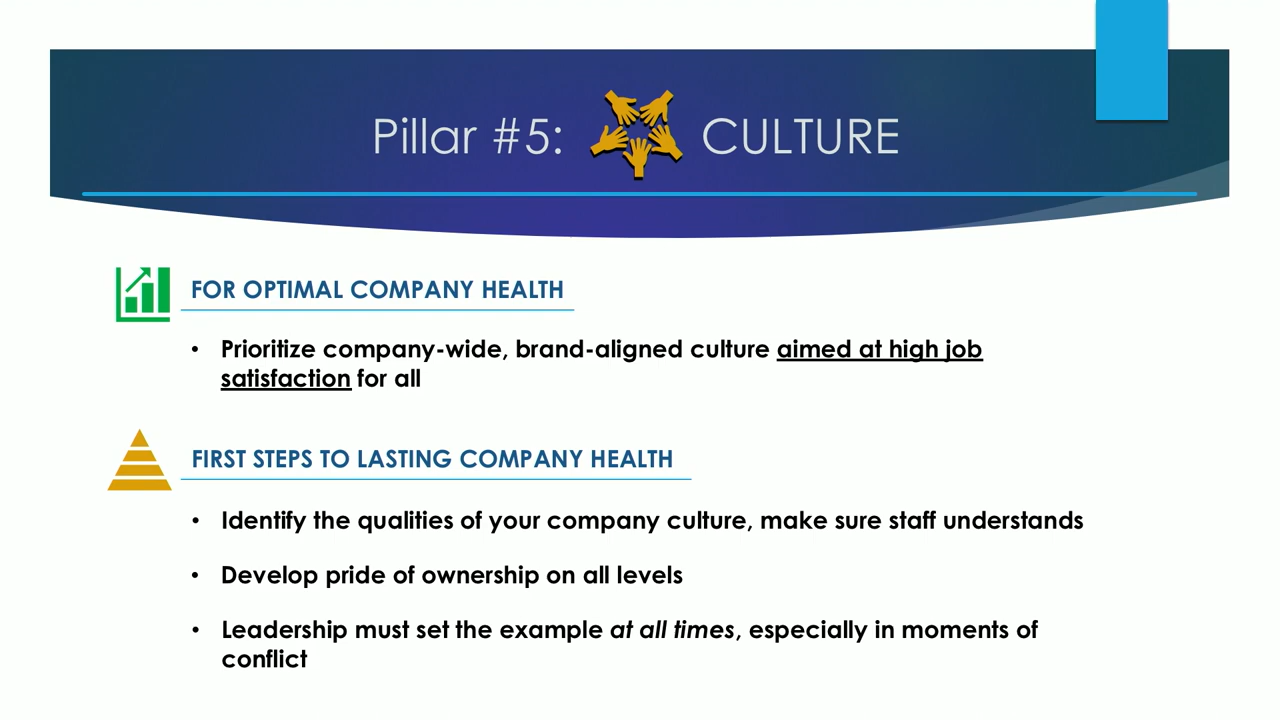 Pillar #5: CULTURE
FOR OPTIMAL COMPANY HEALTH
• Prioritize company-wide, brand-aligned culture aimed at high job
satisfaction for all
FIRST STEPS TO LASTING COMPANY HEALTH
• Identify the qualities of your company culture, make sure staff understands
• Develop pride of ownership on all levels
• Leadership must set the example at all times, especially in moments of
conflict